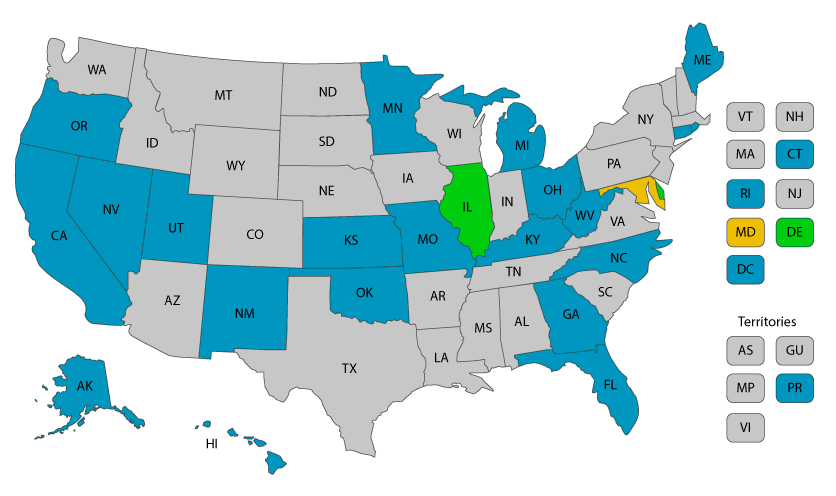 WA
MT
ND
MN
ME
OR
ID
WY
SD
WI
MI
NY
VT
NH
MA
CT
NV
UT
CO
NE
IA
IL
IN
OH
PA
RI
NJ
CA
KS
MO
KY
WV
VA
MD
DE
DC
AZ
NM
OK
AR
TN
NC
SC
TX
LA
MS
AL
GA
FL
AK
HI
Territories
AS
GU
MP
PR
VI